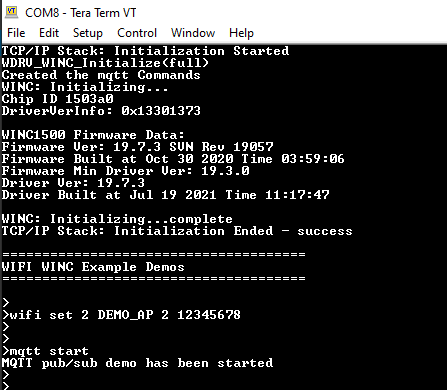 COM8 - Tera Term VT
File Edit Setup Control Window Help
TCP/IP Stack: Initialization Started
WDRV_WINC_Initialize(full)
Created the mqtt Commands
WINC: Initializing...
Chip ID 1503a0
DriverVerInfo: 0x13301373
WINC1500 Firmware Data:
Firmware Ver: 19.7.3 SVN Rev 19057
Firmware Built at Oct 30 2020 Time 03:59:06
Firmware Min Driver Ver: 19.3.0
Driver Ver: 19.7.3
Driver Built at Jul 19 2021 Time 11:17:47
WINC: Initializing...complete
TCP/IP Stack: Initialization Ended - success
=======================================
WIFI WINC Example Demos
=======================================
>
>wifi set 2 DEMO_AP 2 12345678
>
>
>mqtt start
MQTT pub/sub demo has been started
>
>